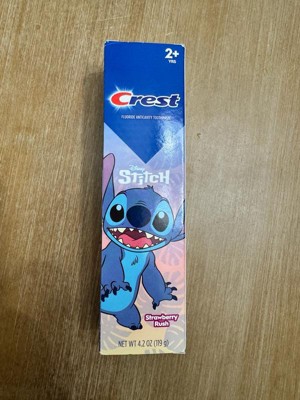 2+
YRS
Crest
FLUORIDE ANTICAVITY TOOTHPASTE
Disney
Stitch
Strawberry
Rush
NET WT 4.2 OZ (119 g)